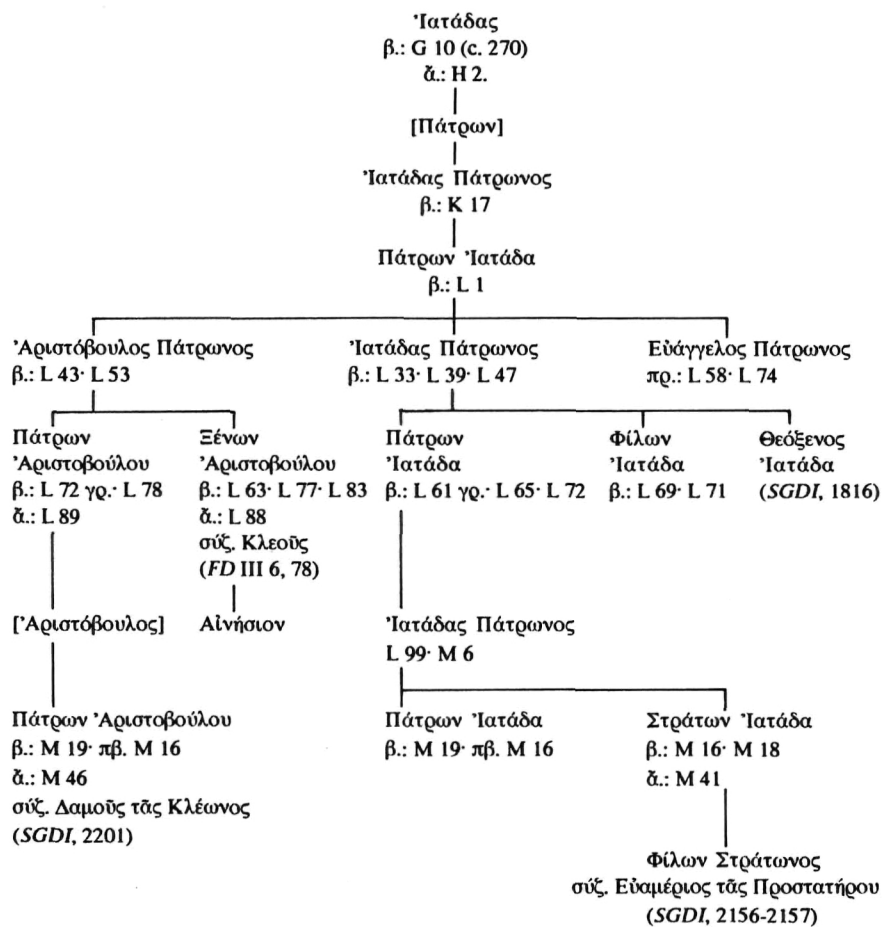 Ἰατάδας
β.: G 10 (c. 270)
ἄ.: H 2.
[Πάτρων]
Ἰατάδας Πάτρωνος
β.: K 17
Πάτρων Ἰατάδα
β.: L 1
Ἀριστόβουλος Πάτρωνος
β.: L 43· L 53
Ἰατάδας Πάτρωνος
β.: L 33· L 39· L 47
Εὐάγγελος Πάτρωνος
πρ.: L 58· L 74
Πάτρων
Ἀριστοβούλου
β.: L 72 γρ.· L 78
ἄ.: L 89
Ξένων
Ἀριστοβούλου
β.: L 63· L 77· L 83
ἄ.: L 88
σύζ. Κλεοῦς
(FD III 6, 78)
Πάτρων
Ἰατάδα
β.: L 61 γρ.· L 65· L 72
Φίλων
Ἰατάδα
β.: L 69· L 71
Θεόξενος
Ἰατάδα
(SGDI, 1816)
[Ἀριστόβουλος]
Αἰνήσιον
Ἰατάδας Πάτρωνος
L 99· M 6
Πάτρων Ἀριστοβούλου
β.: M 19· πβ. M 16
ἄ.: M 46
σύζ. Δαμοῦς τᾶς Κλέωνος
(SGDI, 2201)
Πάτρων Ἰατάδα
β.: M 19· πβ. M 16
Στράτων Ἰατάδα
β.: M 16· M 18
ἄ.: M 41
Φίλων Στράτωνος
σύζ. Εὐαμέριος τᾶς Προστατήρου
(SGDI, 2156-2157)